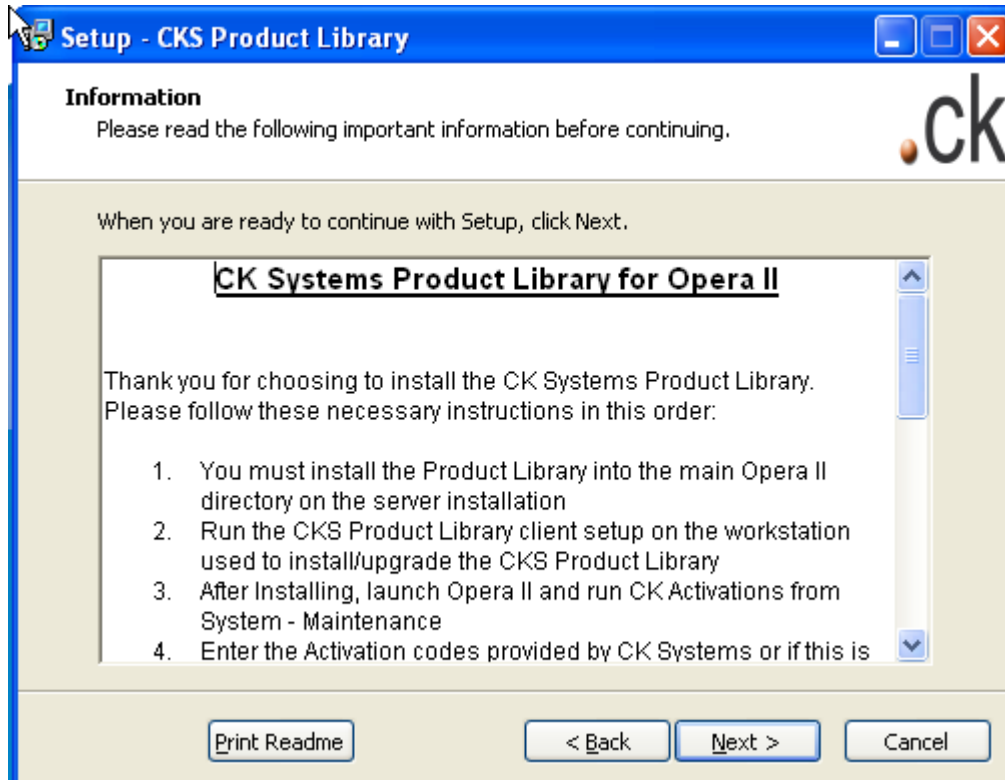 Setup - CKS Product Library
Information
Please read the following important information before continuing.
.ck
When you are ready to continue with Setup, click Next.
CK Systems Product Library for Opera II
Thank you for choosing to install the CK Systems Product Library.
Please follow these necessary instructions in this order:
1. You must install the Product Library into the main Opera II
directory on the server installation
2. Run the CKS Product Library client setup on the workstation
used to install/upgrade the CKS Product Library
3. After Installing, launch Opera II and run CK Activations from
System - Maintenance
4. Enter the Activation codes provided by CK Systems or if this is
Print Readme
< Back
Next >
Cancel